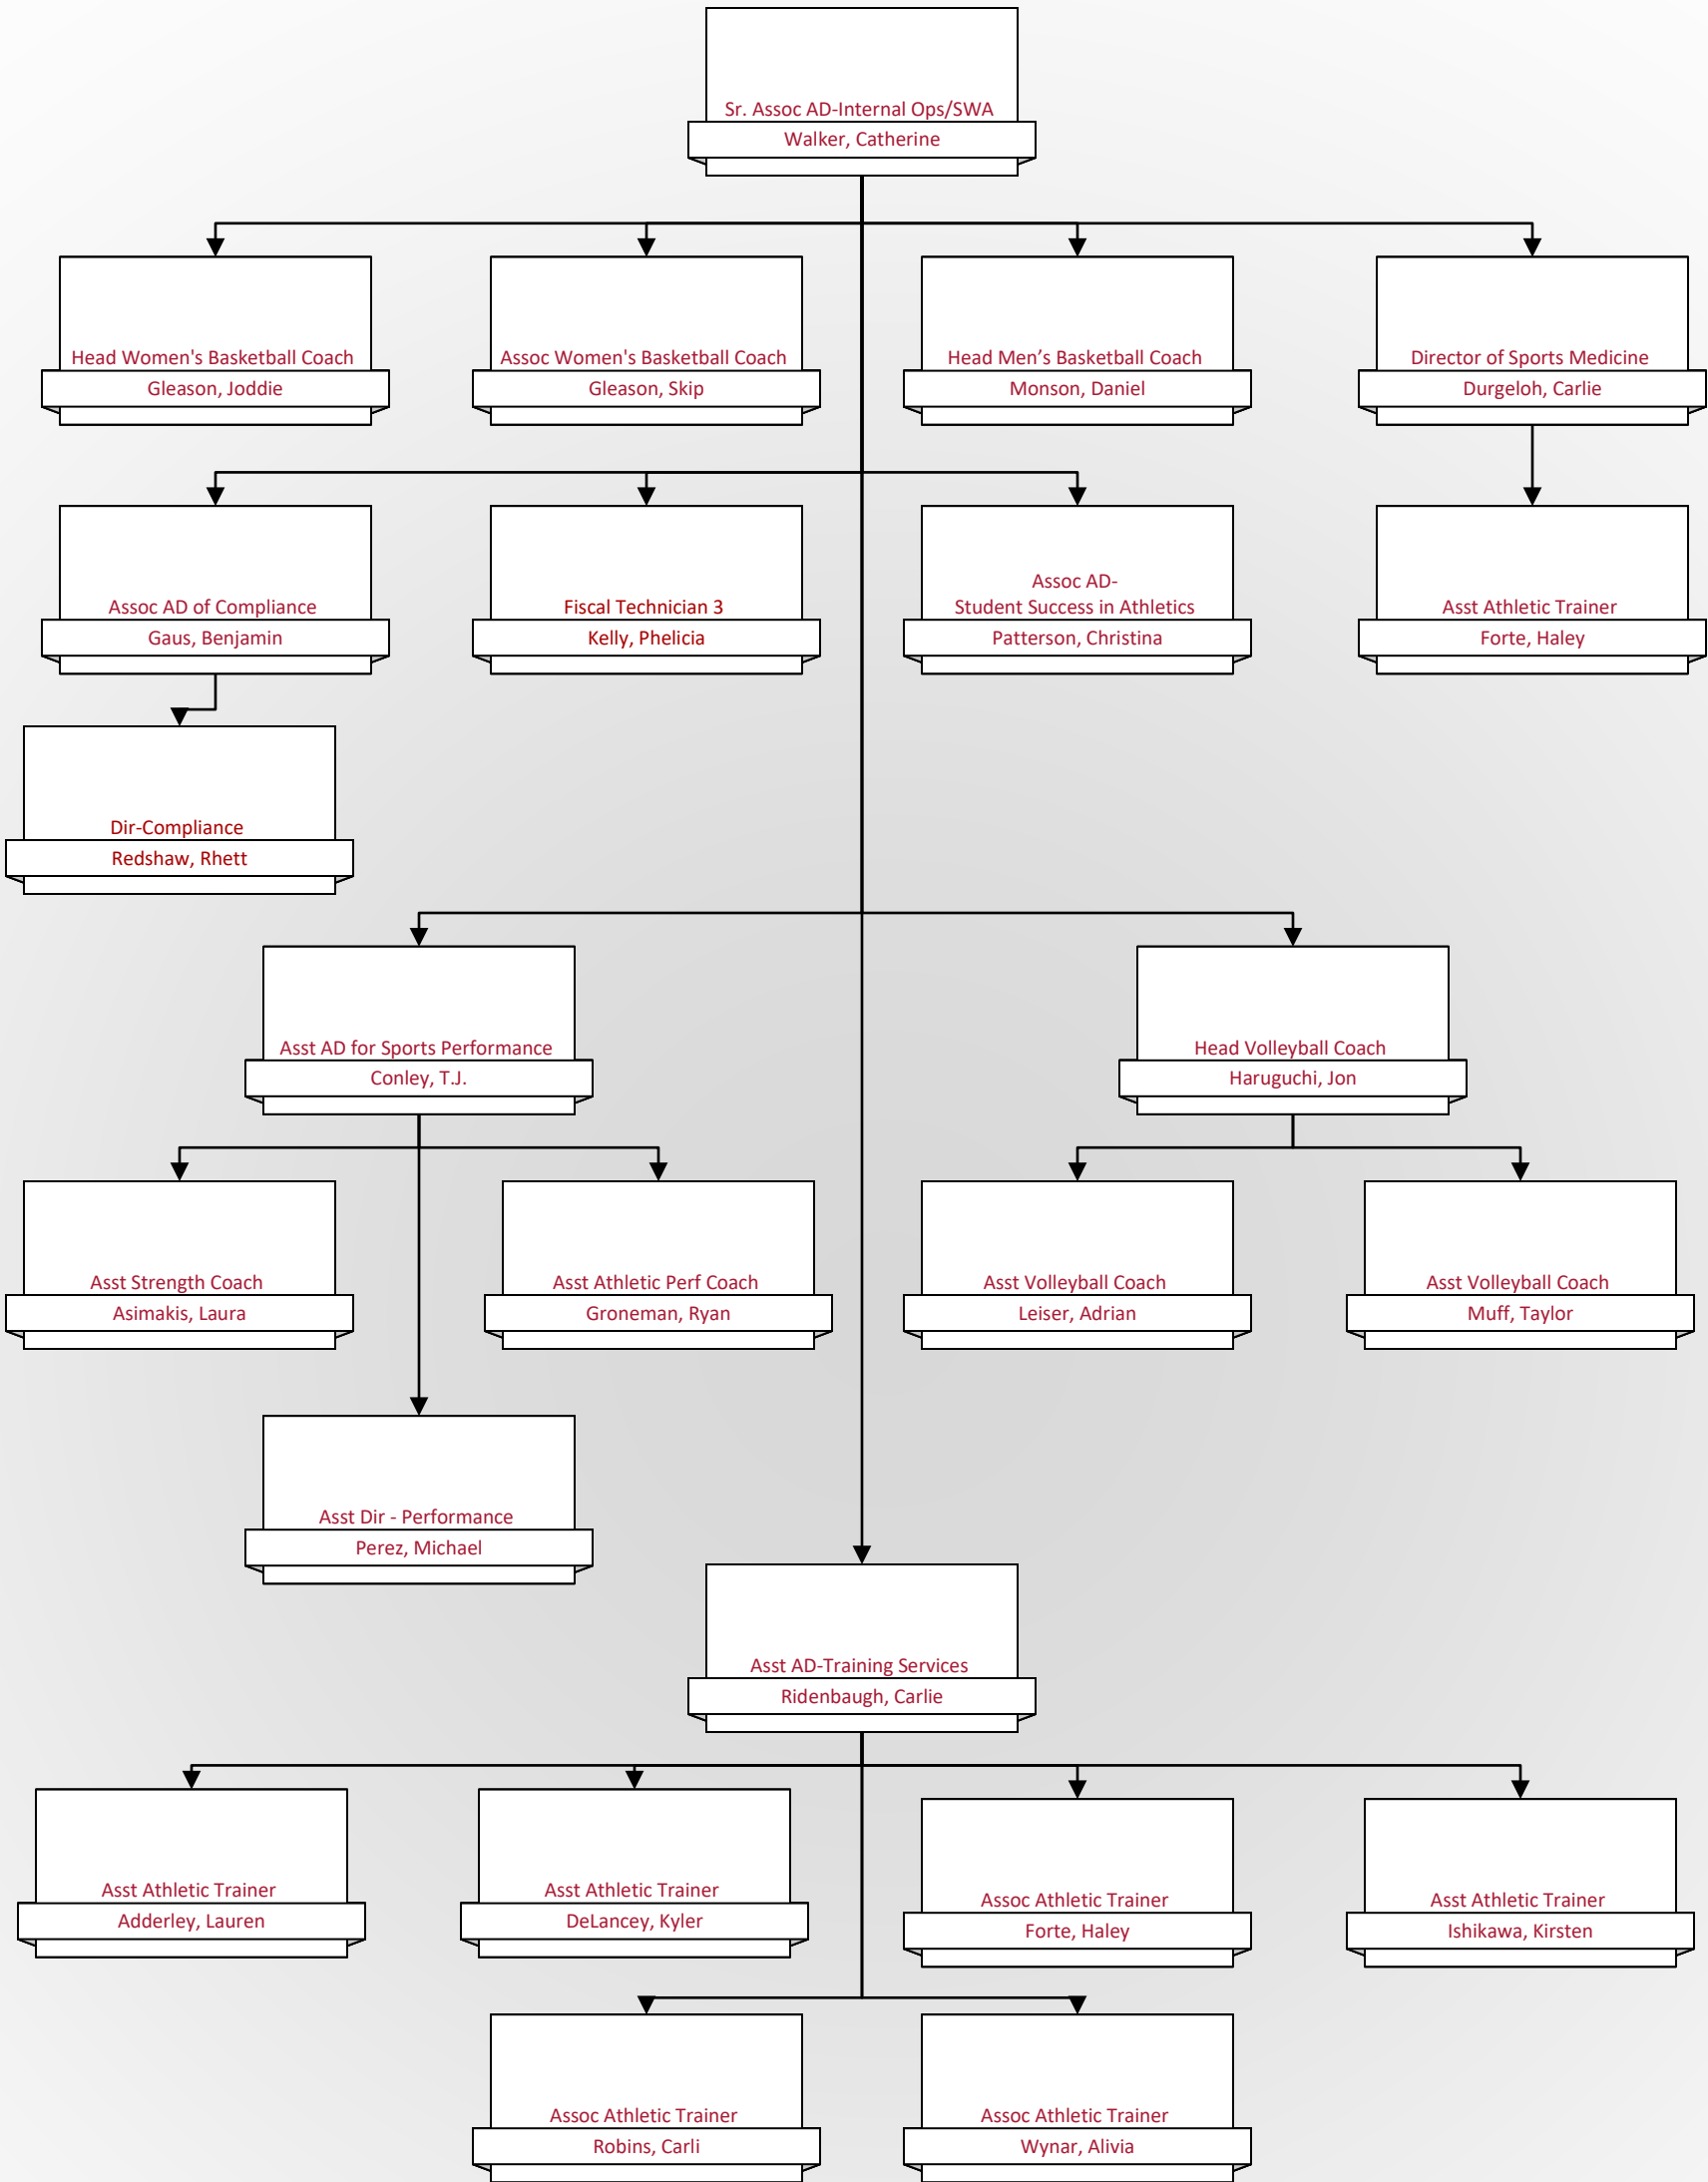 Sr. Assoc AD-Internal Ops/SWA
Walker, Catherine
Head Women's Basketball Coach
Gleason, Joddie
Assoc Women's Basketball Coach
Gleason, Skip
Head Men’s Basketball Coach
Monson, Daniel
Director of Sports Medicine
Durgeloh, Carlie
Assoc AD of Compliance
Gaus, Benjamin
Fiscal Technician 3
Kelly, Phelicia
Assoc AD-
Student Success in Athletics
Patterson, Christina
Asst Athletic Trainer
Forte, Haley
Dir-Compliance
Redshaw, Rhett
Asst AD for Sports Performance
Conley, T.J.
Head Volleyball Coach
Haruguchi, Jon
Asst Strength Coach
Asimakis, Laura
Asst Athletic Perf Coach
Groneman, Ryan
Asst Volleyball Coach
Leiser, Adrian
Asst Volleyball Coach
Muff, Taylor
Asst Dir - Performance
Perez, Michael
Asst AD-Training Services
Ridenbaugh, Carlie
Asst Athletic Trainer
Adderley, Lauren
Asst Athletic Trainer
DeLancey, Kyler
Assoc Athletic Trainer
Forte, Haley
Asst Athletic Trainer
Ishikawa, Kirsten
Assoc Athletic Trainer
Robins, Carli
Assoc Athletic Trainer
Wynar, Alivia